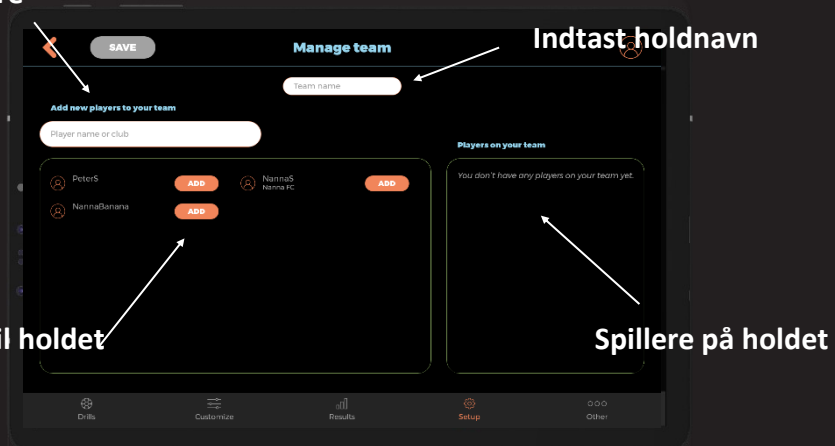 SAVE
Manage team
Indtast holdnavn
Team name
Add new players to your team
Player name or club
Players on your team
PeterS
ADD
NannaS
Nanna FC
ADD
You don't have any players on your team yet.
NannaBanana
ADD
holdet
Spillere på holdet
Drills
Customize
Results
Setup
Other